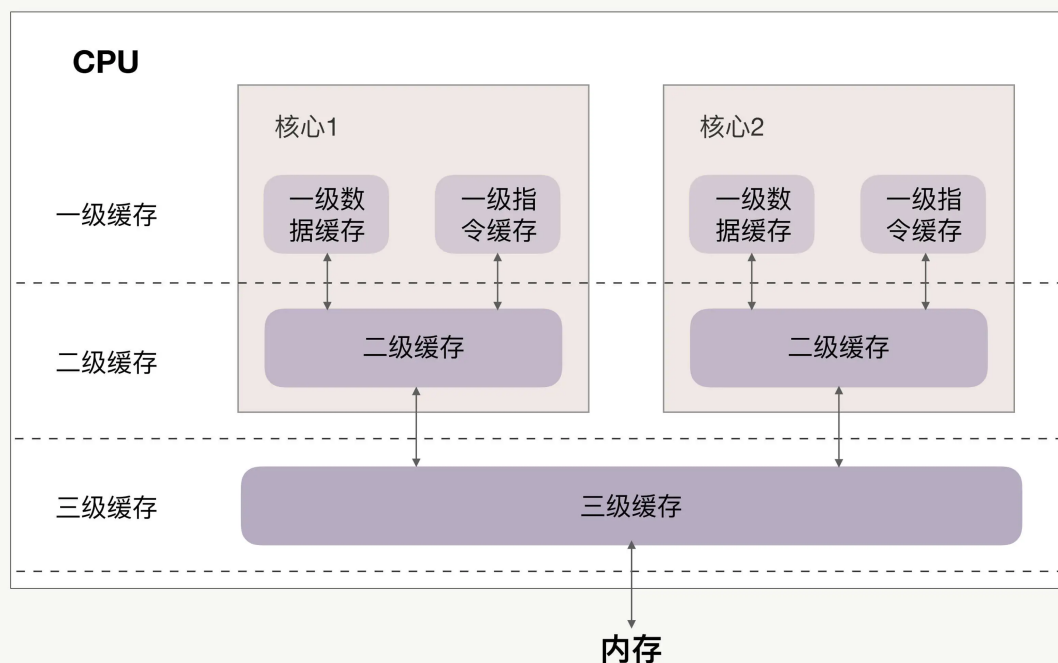 CPU
核心1
核心2
一级缓存
一级数
据缓存
一级指
令缓存
一级数
据缓存
一级指
令缓存
二级缓存
二级缓存
二级缓存
三级缓存
三级缓存
内存